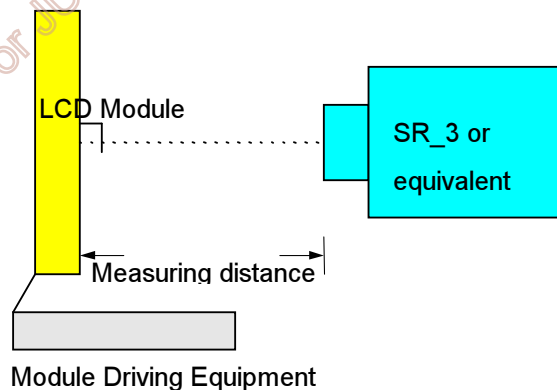 LCD Module
SR_3 or
equivalent
Measuring distance
Module Driving Equipment